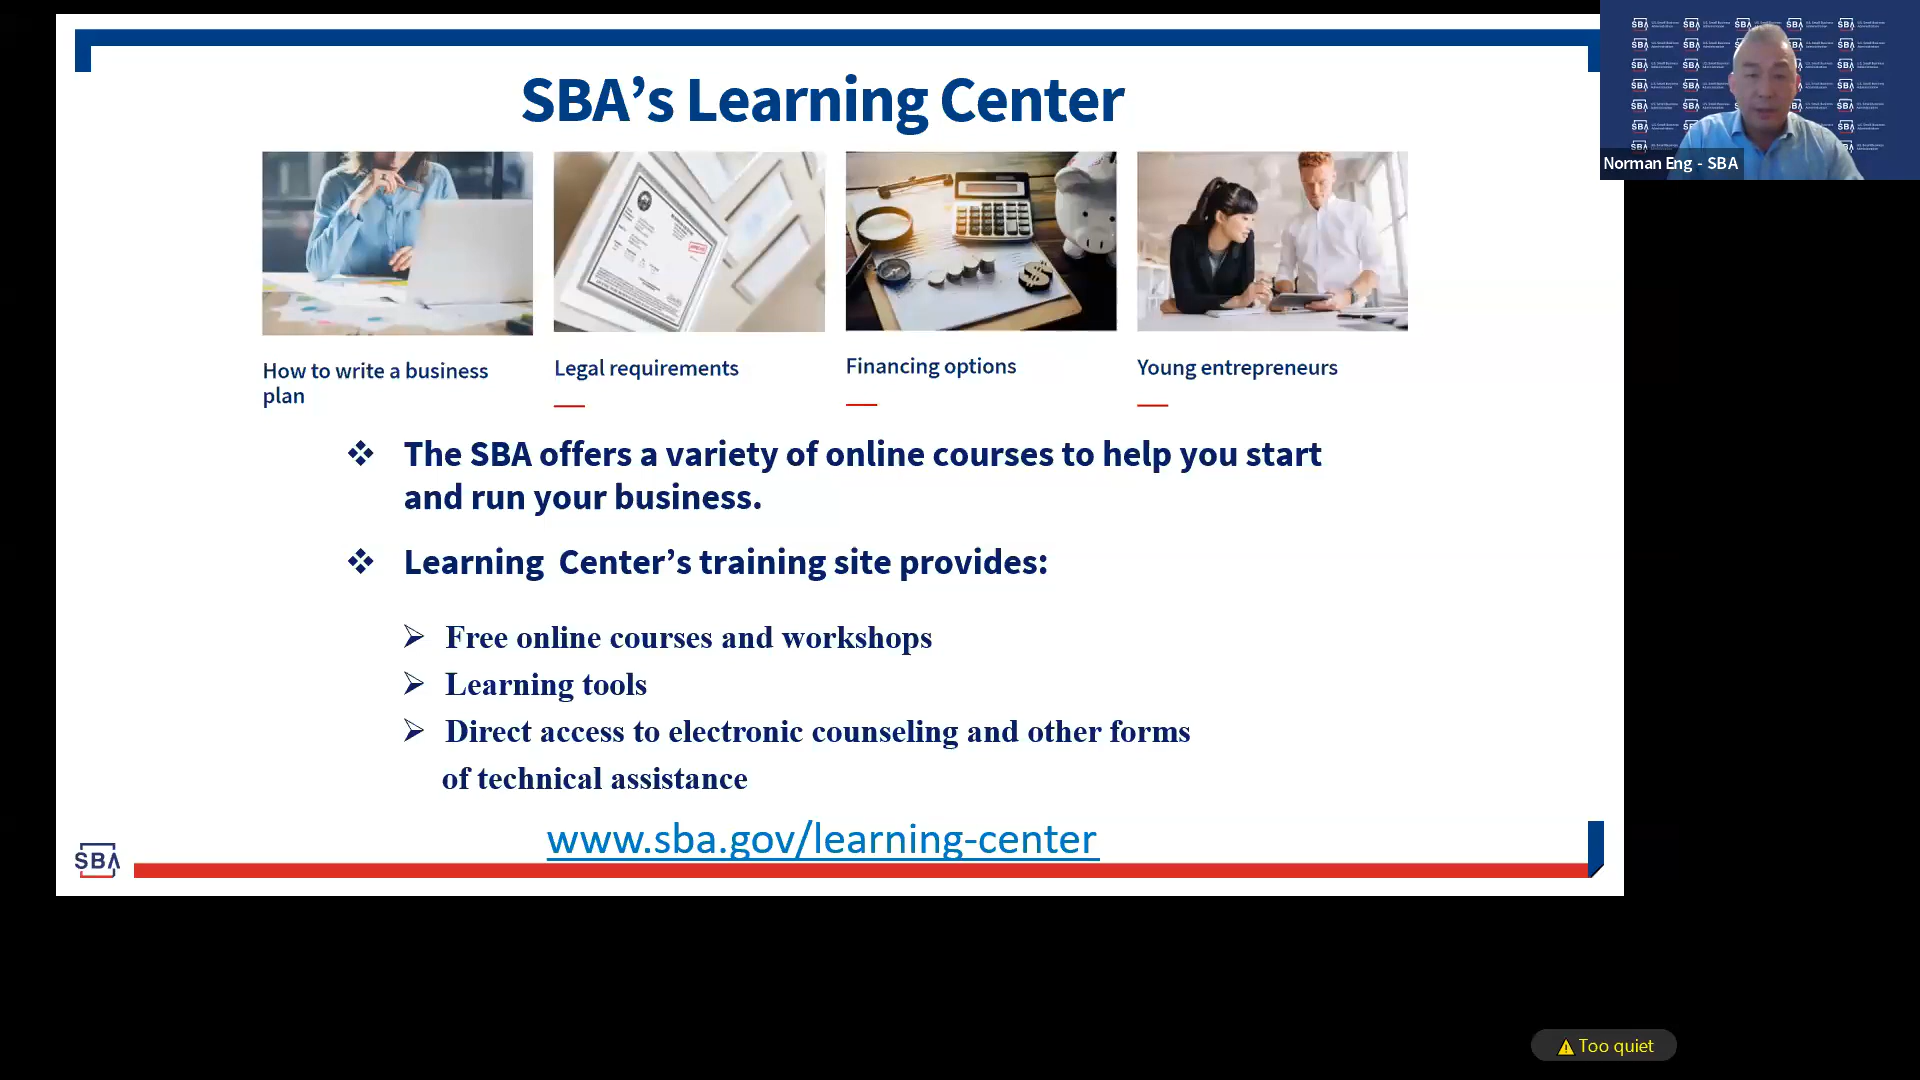 SBA's Learning Center
How to write a business
plan
Legal requirements
Financing options
Young entrepreneurs
❖ The SBA offers a variety of online courses to help you start
and run your business.
❖ Learning Center's training site provides:
➢ Free online courses and workshops
➢ Learning tools
➢ Direct access to electronic counseling and other forms
of technical assistance
www.sba.gov/learning-center
SBA
Norman Eng - SBA
Too quiet